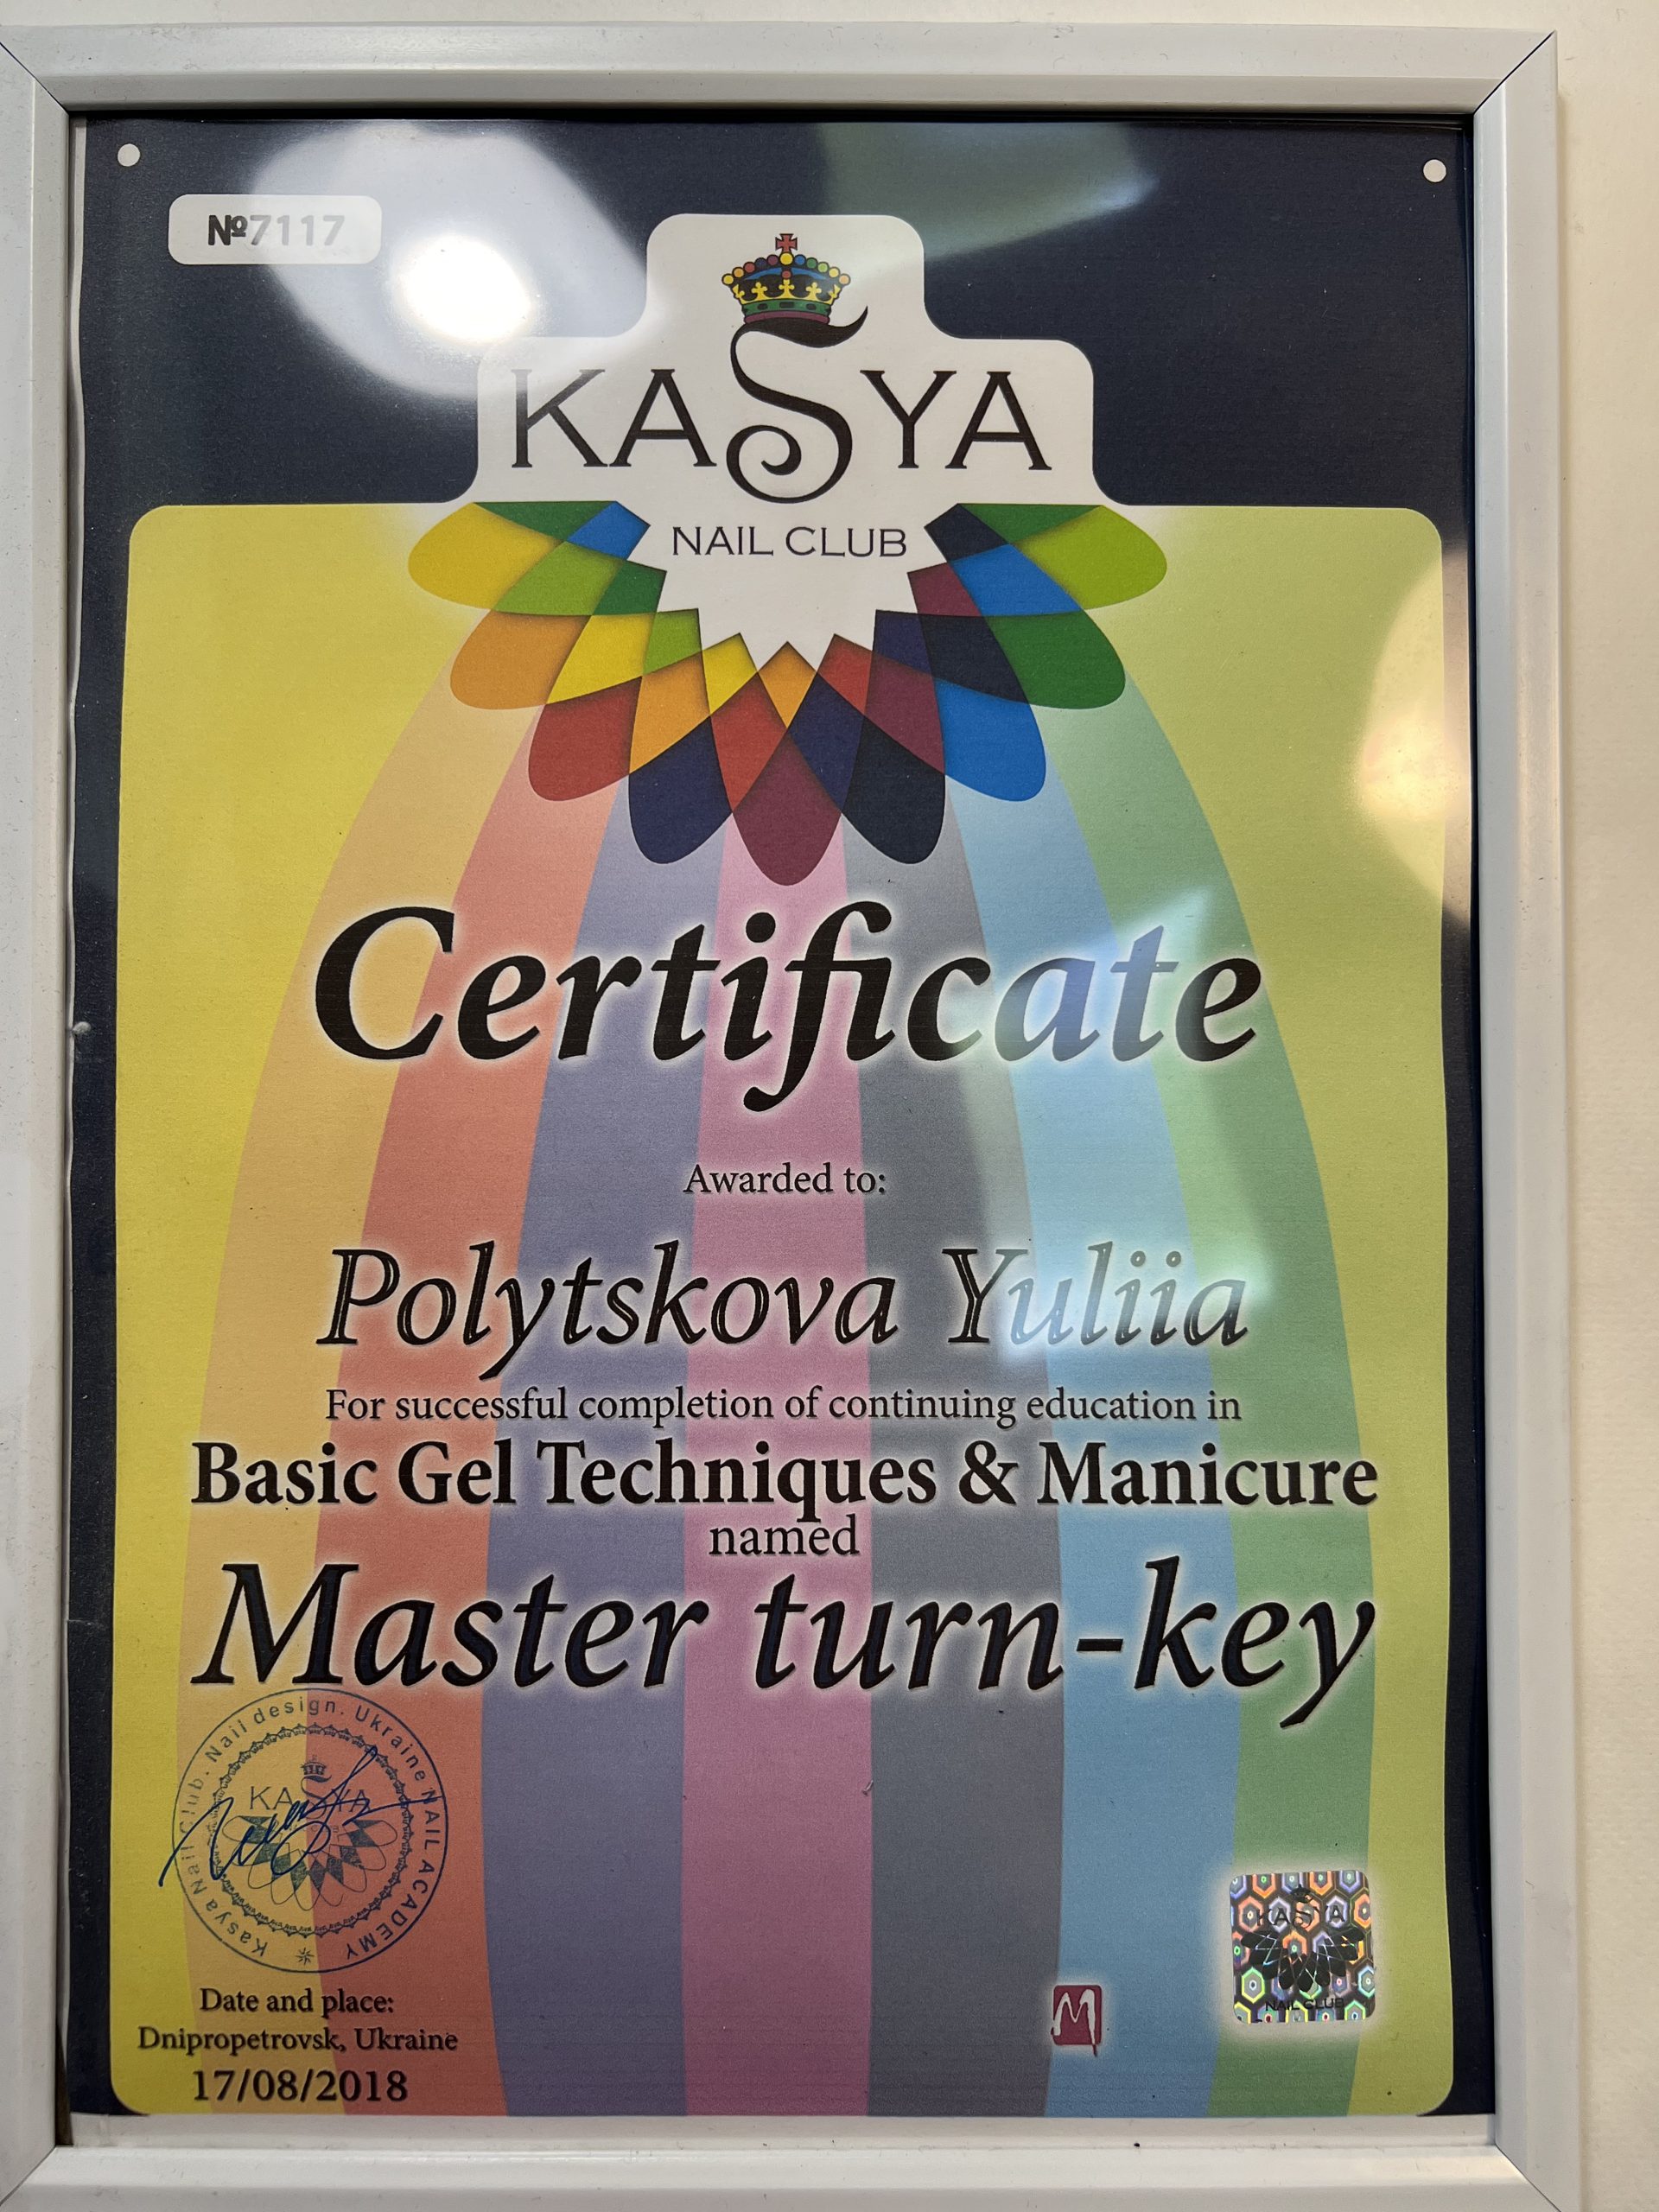 №7117
KASYA
NAIL CLUB
Certificate
Awarded to:
Polytskova Yuliia
For successful completion of continuing education in
Basic Gel Techniques & Manicure
named
Master turn-key
Kasya Nail Club. Nail design. Ukraine NAIL ACADEMY
KASYA
Date and place:
Dnipropetrovsk, Ukraine
17/08/2018
M
KASYA
NAIL CLUB